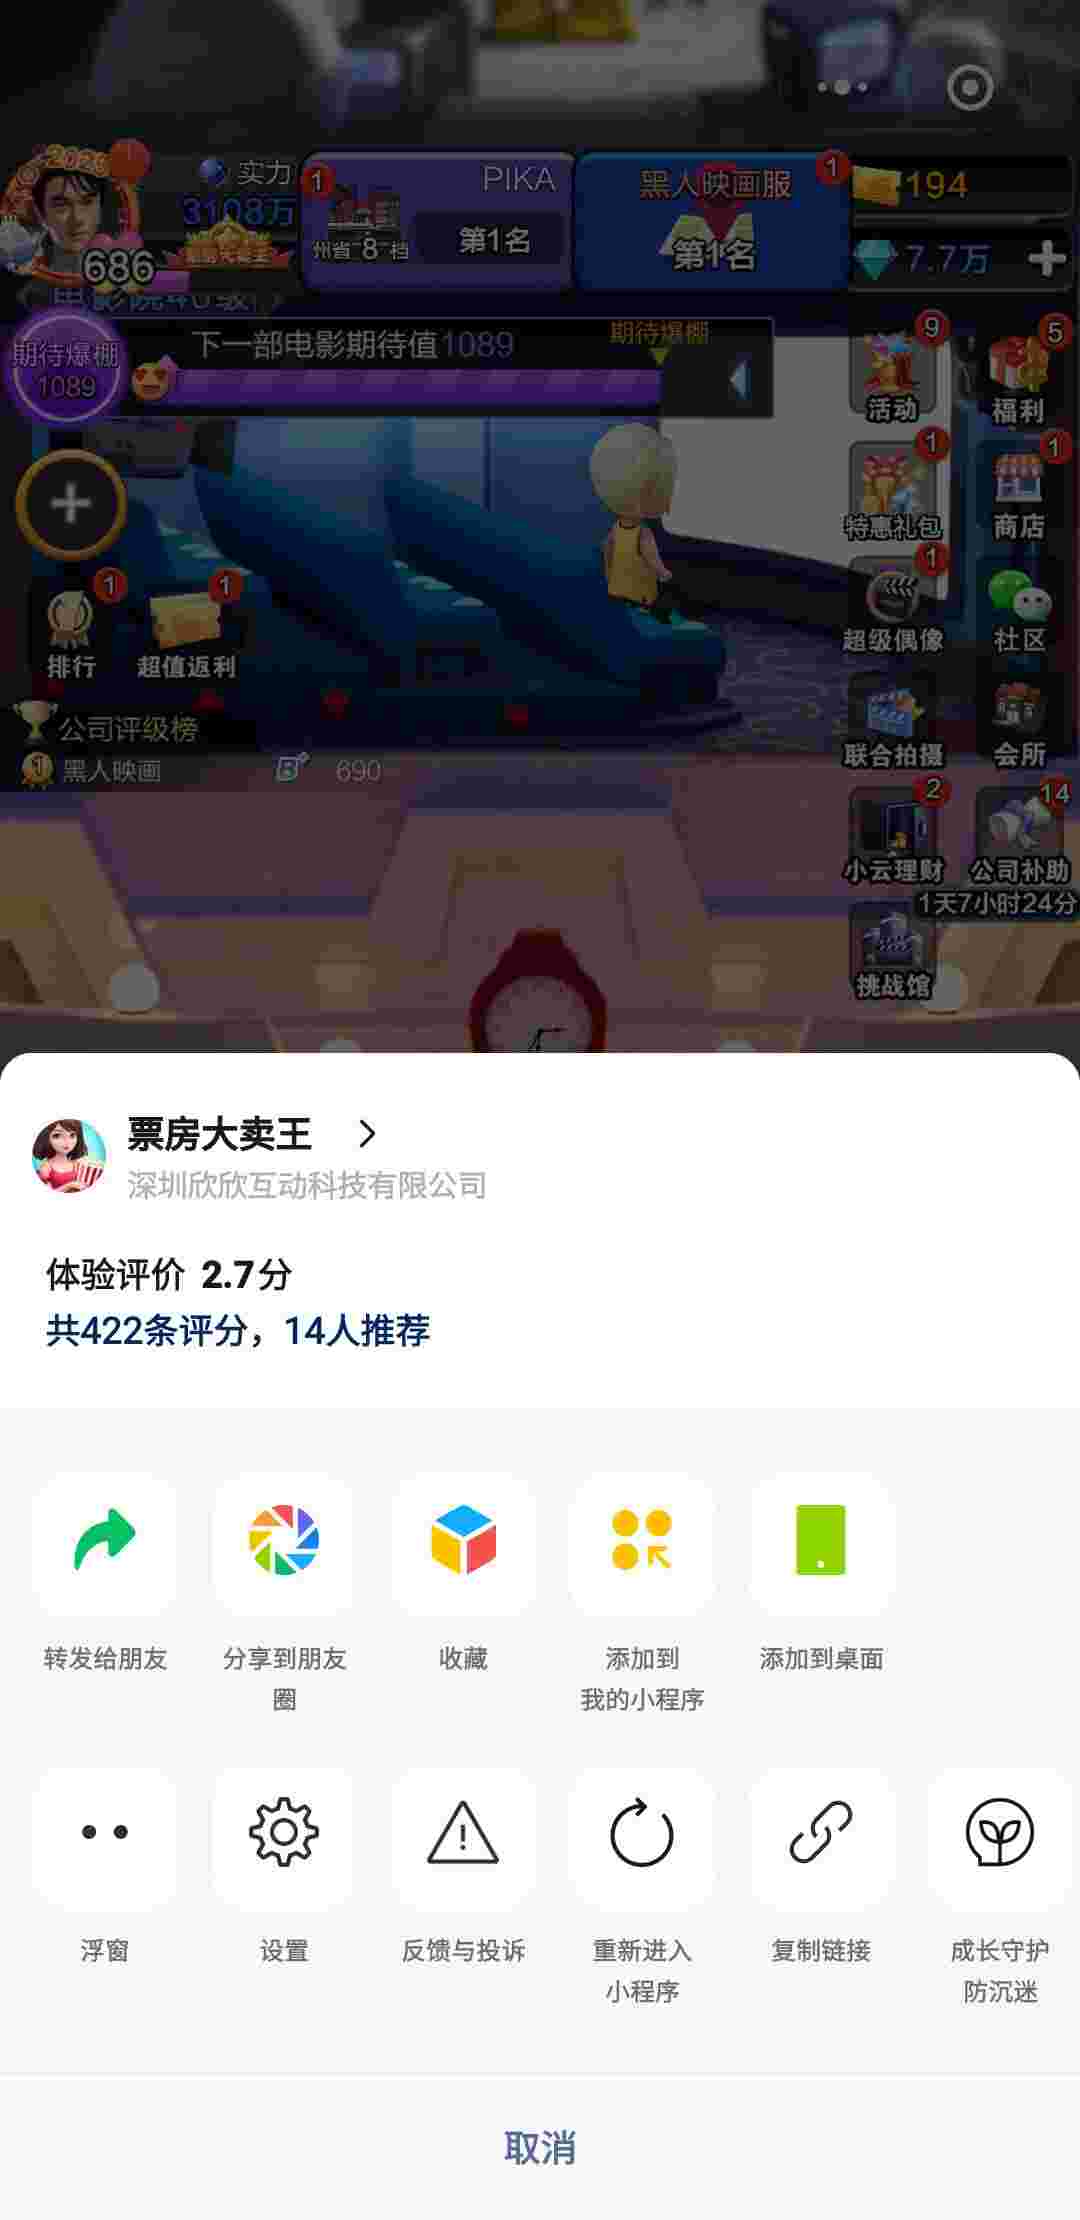 2026
686
实力
3108万
票房大卖王
1
PIKA
州省 8 档
第1名
1
黑人映画服
第1名
194
7.7万
期待爆棚
1089
下一部电影期待值1089
期待爆棚
9
活动
5
福利
1
特惠礼包
1
商店
1
超级偶像
社区
联合拍摄
会所
2
小云理财
14
公司补助
1天7小时24分
挑战馆
1
排行
1
超值返利
公司评级榜
1 黑人映画
690
票房大卖王
深圳欣欣互动科技有限公司
体验评价 2.7分
共422条评分，14人推荐
转发给朋友
分享到朋友
圈
收藏
添加到
我的小程序
添加到桌面
浮窗
设置
反馈与投诉
重新进入
小程序
复制链接
成长守护
防沉迷
取消